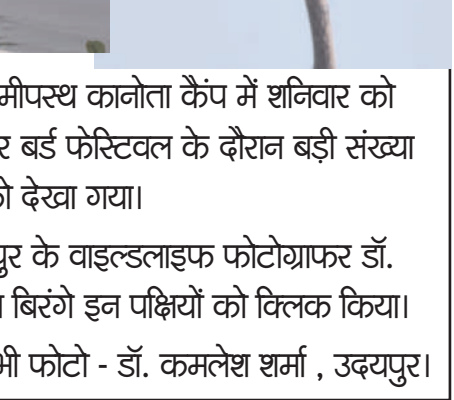 मीपस्थ कानोता कैंप में शनिवार को
र बर्ड फेस्टिवल के दौरान बड़ी संख्या
ो देखा गया।
पुर के वाइल्डलाइफ फोटोग्राफर डॉ.
बिरंगे इन पक्षियों को क्लिक किया।
भी फोटो - डॉ. कमलेश शर्मा , उदयपुर।